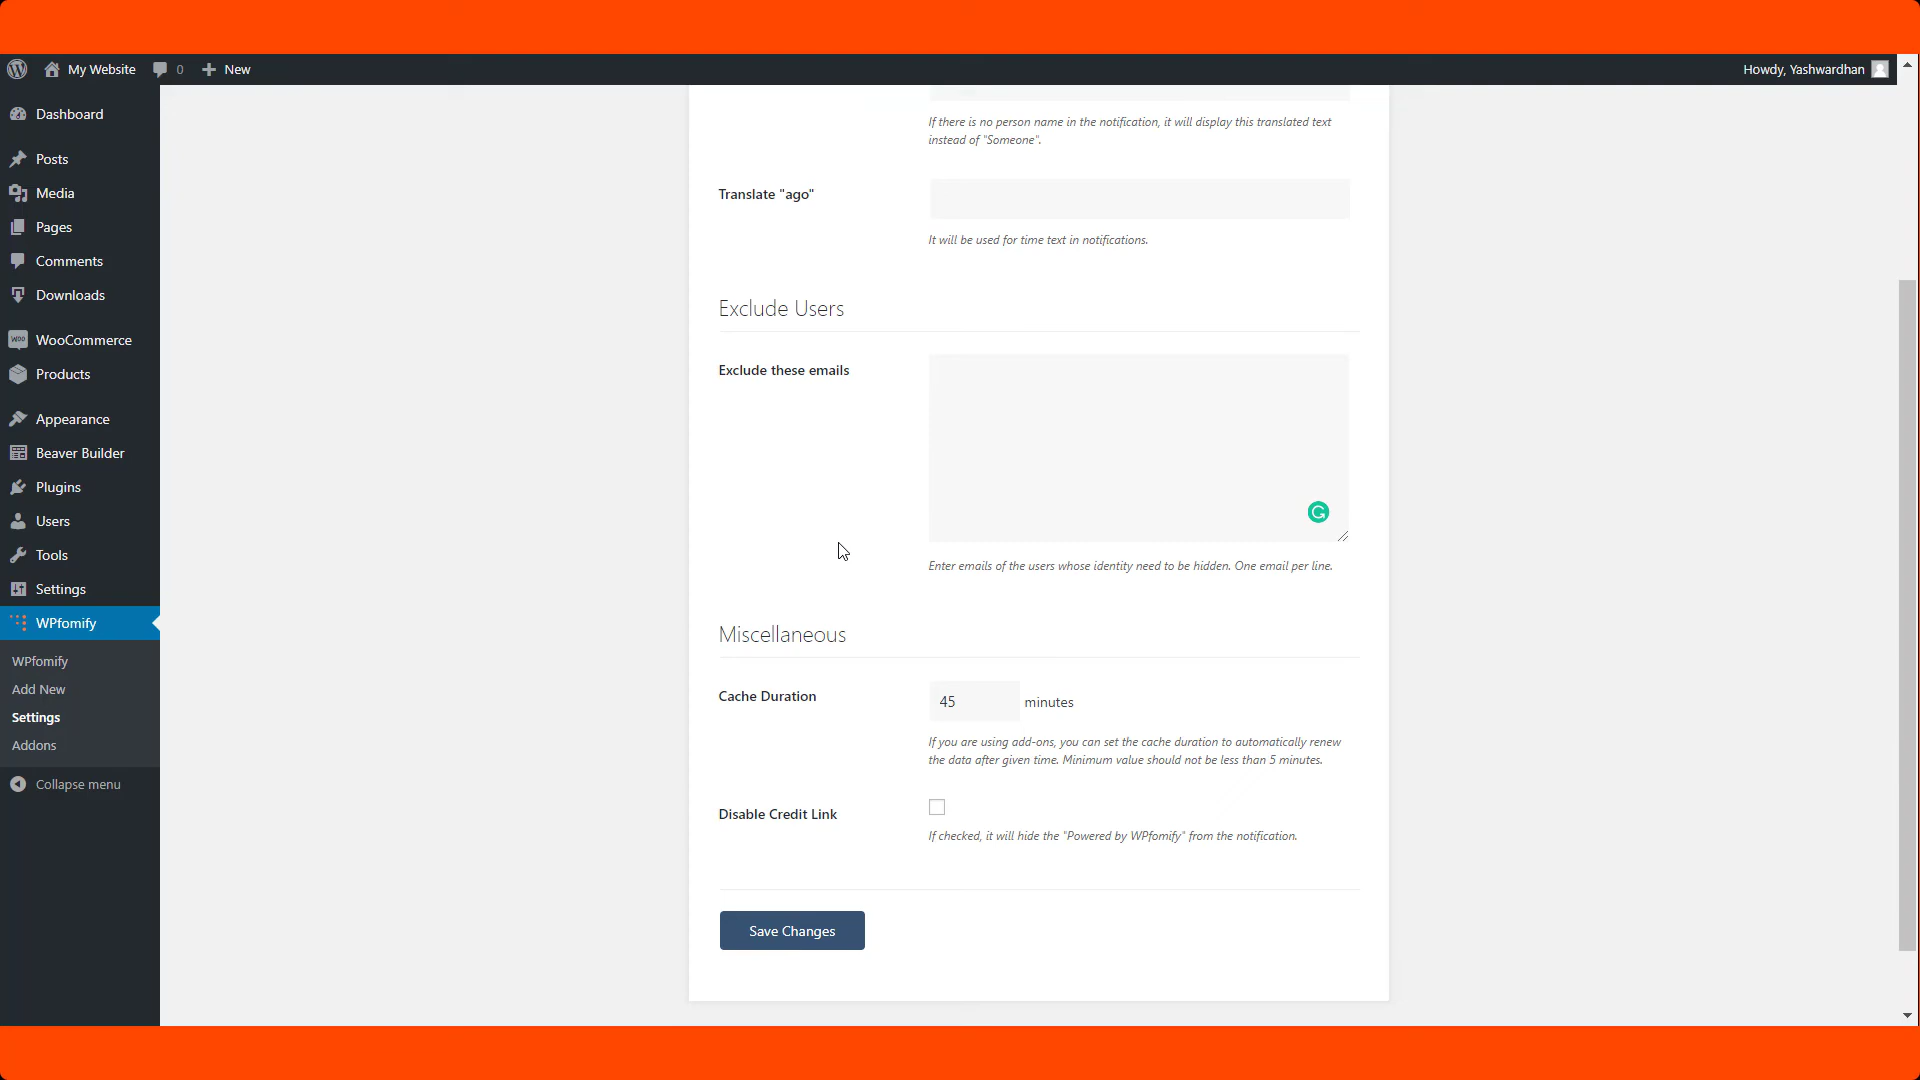 My Website
0
New
Howdy, Yashwardhan
Dashboard
Posts
Media
Pages
Comments
Downloads
WooCommerce
Products
Appearance
Beaver Builder
Plugins
Users
Tools
Settings
WPfomify
WPfomify
Add New
Settings
Addons
Collapse menu
If there is no person name in the notification, it will display this translated text
instead of "Someone".
Translate "ago"
It will be used for time text in notifications.
Exclude Users
Exclude these emails
Enter emails of the users whose identity need to be hidden. One email per line.
Miscellaneous
Cache Duration
45 minutes
If you are using add-ons, you can set the cache duration to automatically renew
the data after given time. Minimum value should not be less than 5 minutes.
Disable Credit Link
If checked, it will hide the "Powered by WPfomify" from the notification.
Save Changes